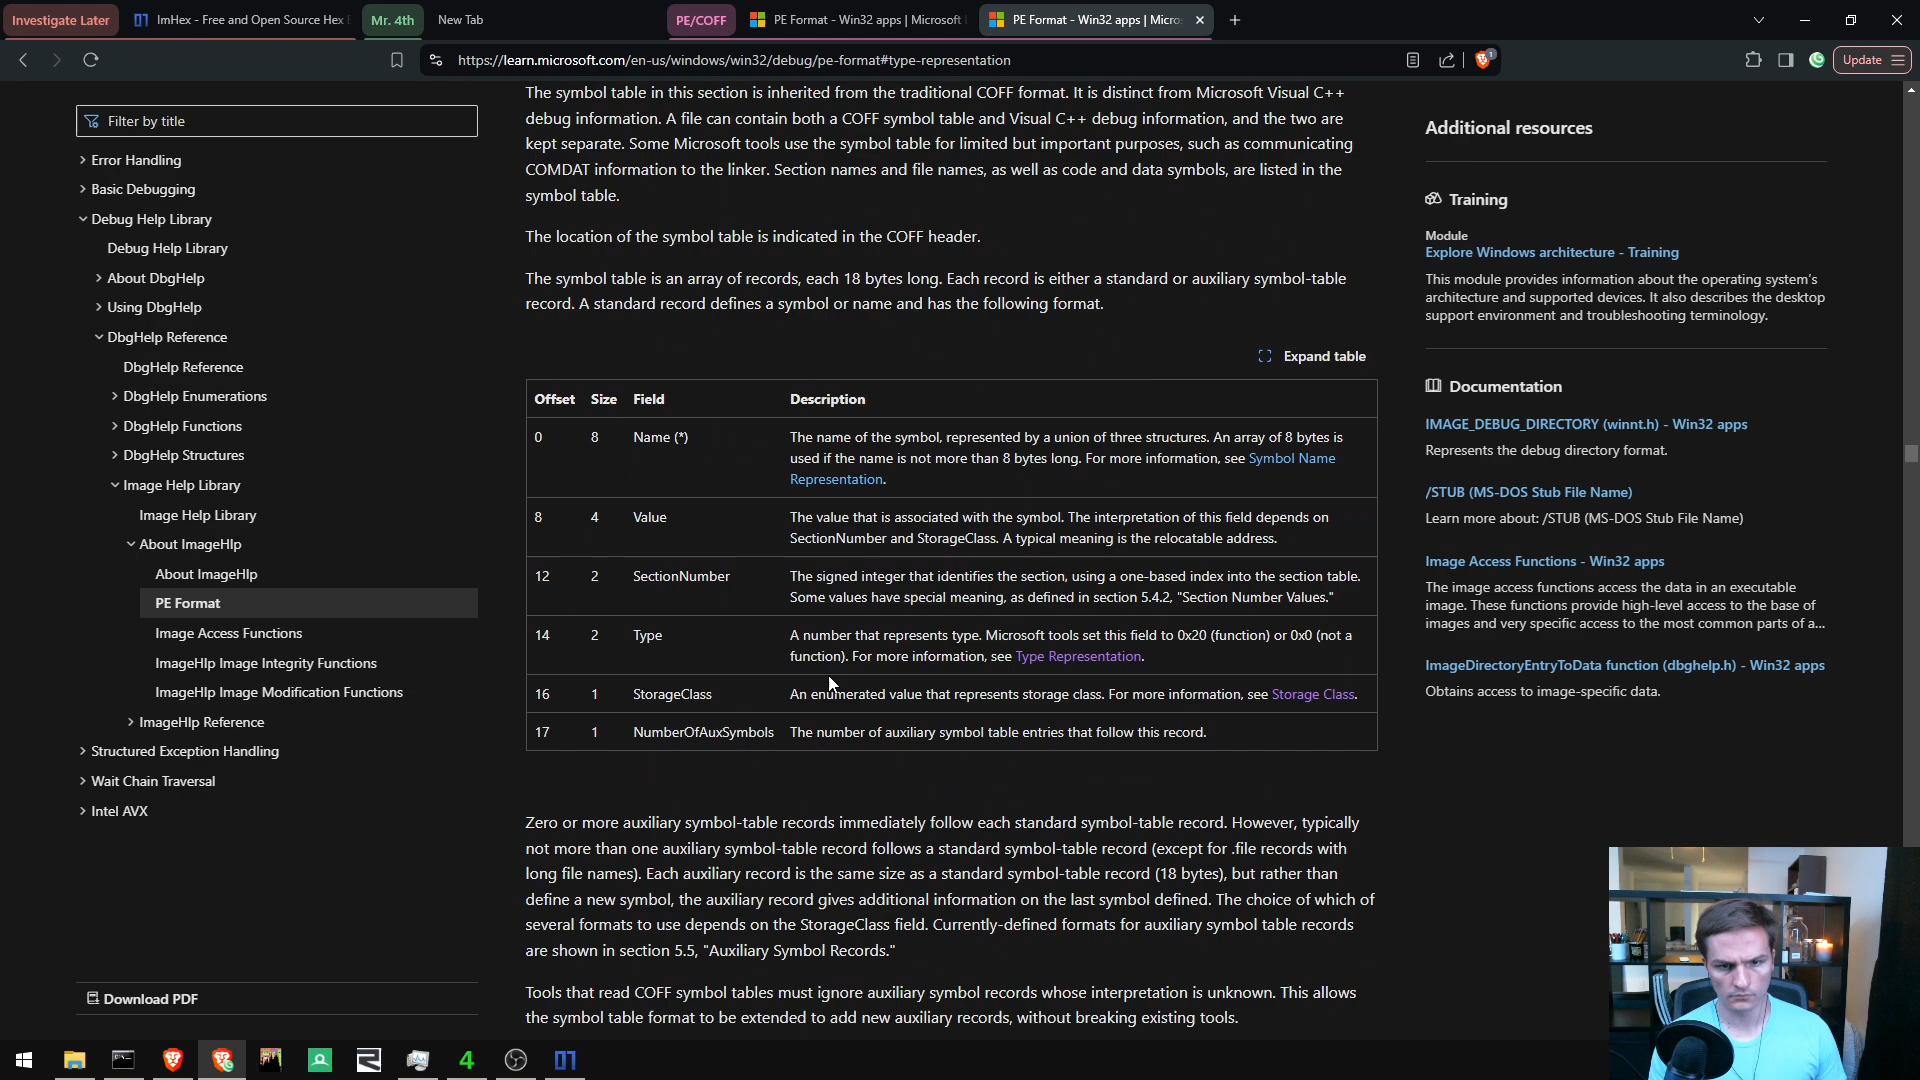 Investigate Later
ImHex - Free and Open Source Hex
Mr. 4th
New Tab
PE/COFF
PE Format - Win32 apps | Microsoft
PE Format - Win32 apps | Micro
https://learn.microsoft.com/en-us/windows/win32/debug/pe-format#type-representation
1
Update
Filter by title
Error Handling
Basic Debugging
Debug Help Library
Debug Help Library
About DbgHelp
Using DbgHelp
DbgHelp Reference
DbgHelp Reference
DbgHelp Enumerations
DbgHelp Functions
DbgHelp Structures
Image Help Library
Image Help Library
About ImageHlp
About ImageHlp
PE Format
Image Access Functions
ImageHlp Image Integrity Functions
ImageHlp Image Modification Functions
ImageHlp Reference
Structured Exception Handling
Wait Chain Traversal
Intel AVX
Download PDF
The symbol table in this section is inherited from the traditional COFF format. It is distinct from Microsoft Visual C++
debug information. A file can contain both a COFF symbol table and Visual C++ debug information, and the two are
kept separate. Some Microsoft tools use the symbol table for limited but important purposes, such as communicating
COMDAT information to the linker. Section names and file names, as well as code and data symbols, are listed in the
symbol table.
The location of the symbol table is indicated in the COFF header.
The symbol table is an array of records, each 18 bytes long. Each record is either a standard or auxiliary symbol-table
record. A standard record defines a symbol or name and has the following format.
Expand table
Offset Size Field Description
0 8 Name (*) The name of the symbol, represented by a union of three structures. An array of 8 bytes is
used if the name is not more than 8 bytes long. For more information, see Symbol Name
Representation.
8 4 Value The value that is associated with the symbol. The interpretation of this field depends on
SectionNumber and StorageClass. A typical meaning is the relocatable address.
12 2 SectionNumber The signed integer that identifies the section, using a one-based index into the section table.
Some values have special meaning, as defined in section 5.4.2, "Section Number Values."
14 2 Type A number that represents type. Microsoft tools set this field to 0x20 (function) or 0x0 (not a
function). For more information, see Type Representation.
16 1 StorageClass An enumerated value that represents storage class. For more information, see Storage Class.
17 1 NumberOfAuxSymbols The number of auxiliary symbol table entries that follow this record.
Zero or more auxiliary symbol-table records immediately follow each standard symbol-table record. However, typically
not more than one auxiliary symbol-table record follows a standard symbol-table record (except for .file records with
long file names). Each auxiliary record is the same size as a standard symbol-table record (18 bytes), but rather than
define a new symbol, the auxiliary record gives additional information on the last symbol defined. The choice of which of
several formats to use depends on the StorageClass field. Currently-defined formats for auxiliary symbol table records
are shown in section 5.5, "Auxiliary Symbol Records."
Tools that read COFF symbol tables must ignore auxiliary symbol records whose interpretation is unknown. This allows
the symbol table format to be extended to add new auxiliary records, without breaking existing tools.
Additional resources
Training
Module
Explore Windows architecture - Training
This module provides information about the operating system's
architecture and supported devices. It also describes the desktop
support environment and troubleshooting terminology.
Documentation
IMAGE_DEBUG_DIRECTORY (winnt.h) - Win32 apps
Represents the debug directory format.
/STUB (MS-DOS Stub File Name)
Learn more about: /STUB (MS-DOS Stub File Name)
Image Access Functions - Win32 apps
The image access functions access the data in an executable
image. These functions provide high-level access to the base of
images and very specific access to the most common parts of a...
ImageDirectoryEntryToData function (dbghelp.h) - Win32 apps
Obtains access to image-specific data.
4